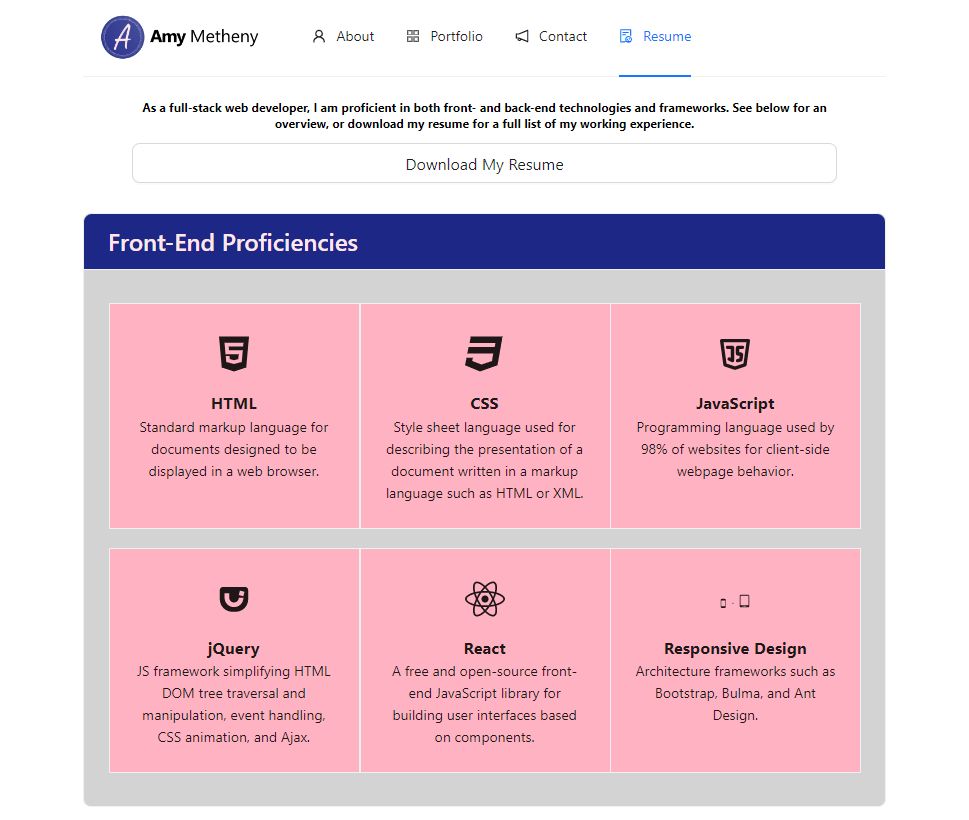 A Amy Metheny About Portfolio Contact Resume
As a full-stack web developer, I am proficient in both front- and back-end technologies and frameworks. See below for an
overview, or download my resume for a full list of my working experience.
Download My Resume
Front-End Proficiencies
HTML
Standard markup language for
documents designed to be
displayed in a web browser.
CSS
Style sheet language used for
describing the presentation of a
document written in a markup
language such as HTML or XML.
JS
JavaScript
Programming language used by
98% of websites for client-side
webpage behavior.
jQuery
JS framework simplifying HTML
DOM tree traversal and
manipulation, event handling,
CSS animation, and Ajax.
React
A free and open-source front-
end JavaScript library for
building user interfaces based
on components.
Responsive Design
Architecture frameworks such as
Bootstrap, Bulma, and Ant
Design.